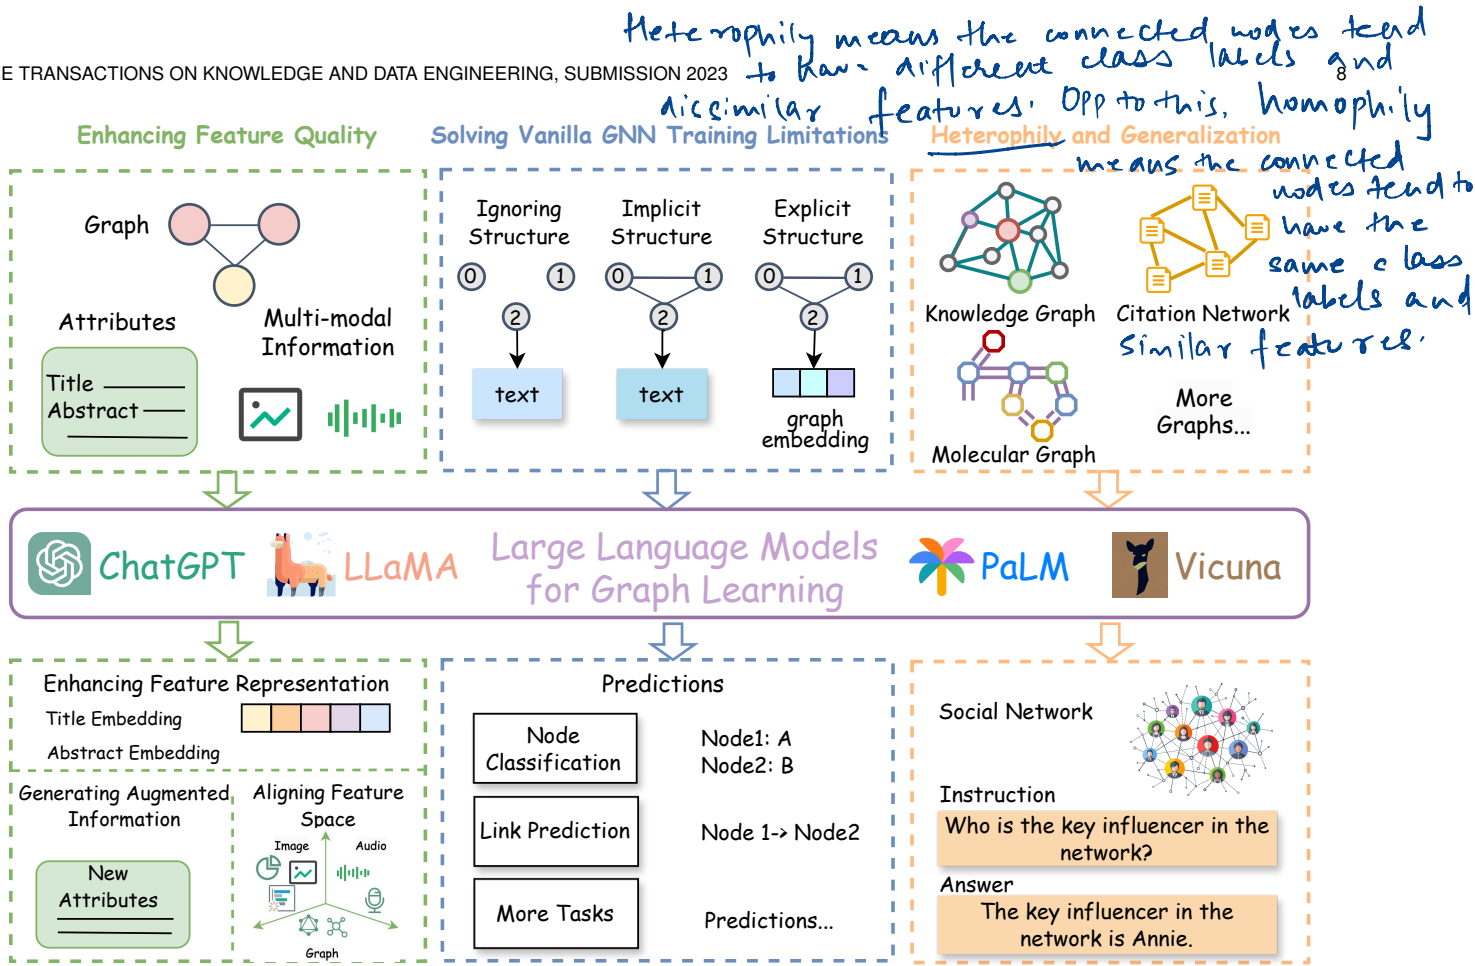 Heterophily means the connected nodes tend
to have different class labels and
dissimilar features. Opp to this, homophily
means the connected
nodes tend to
have the
same class
labels and
similar features.
E TRANSACTIONS ON KNOWLEDGE AND DATA ENGINEERING, SUBMISSION 2023
8
Enhancing Feature Quality
Graph
Attributes
Multi-modal
Information
Title
Abstract
Solving Vanilla GNN Training Limitations
Ignoring
Structure
0
1
2
text
Implicit
Structure
0
1
2
text
Explicit
Structure
0
1
2
graph
embedding
Heterophily and Generalization
Knowledge Graph
Citation Network
Molecular Graph
More
Graphs...
ChatGPT
LLaMA
Large Language Models
for Graph Learning
PaLM
Vicuna
Enhancing Feature Representation
Title Embedding
Abstract Embedding
Generating Augmented
Information
New
Attributes
Aligning Feature
Space
Image
Audio
Graph
Predictions
Node
Classification
Node1: A
Node2: B
Link Prediction
Node 1-> Node2
More Tasks
Predictions...
Social Network
Instruction
Who is the key influencer in the
network?
Answer
The key influencer in the
network is Annie.